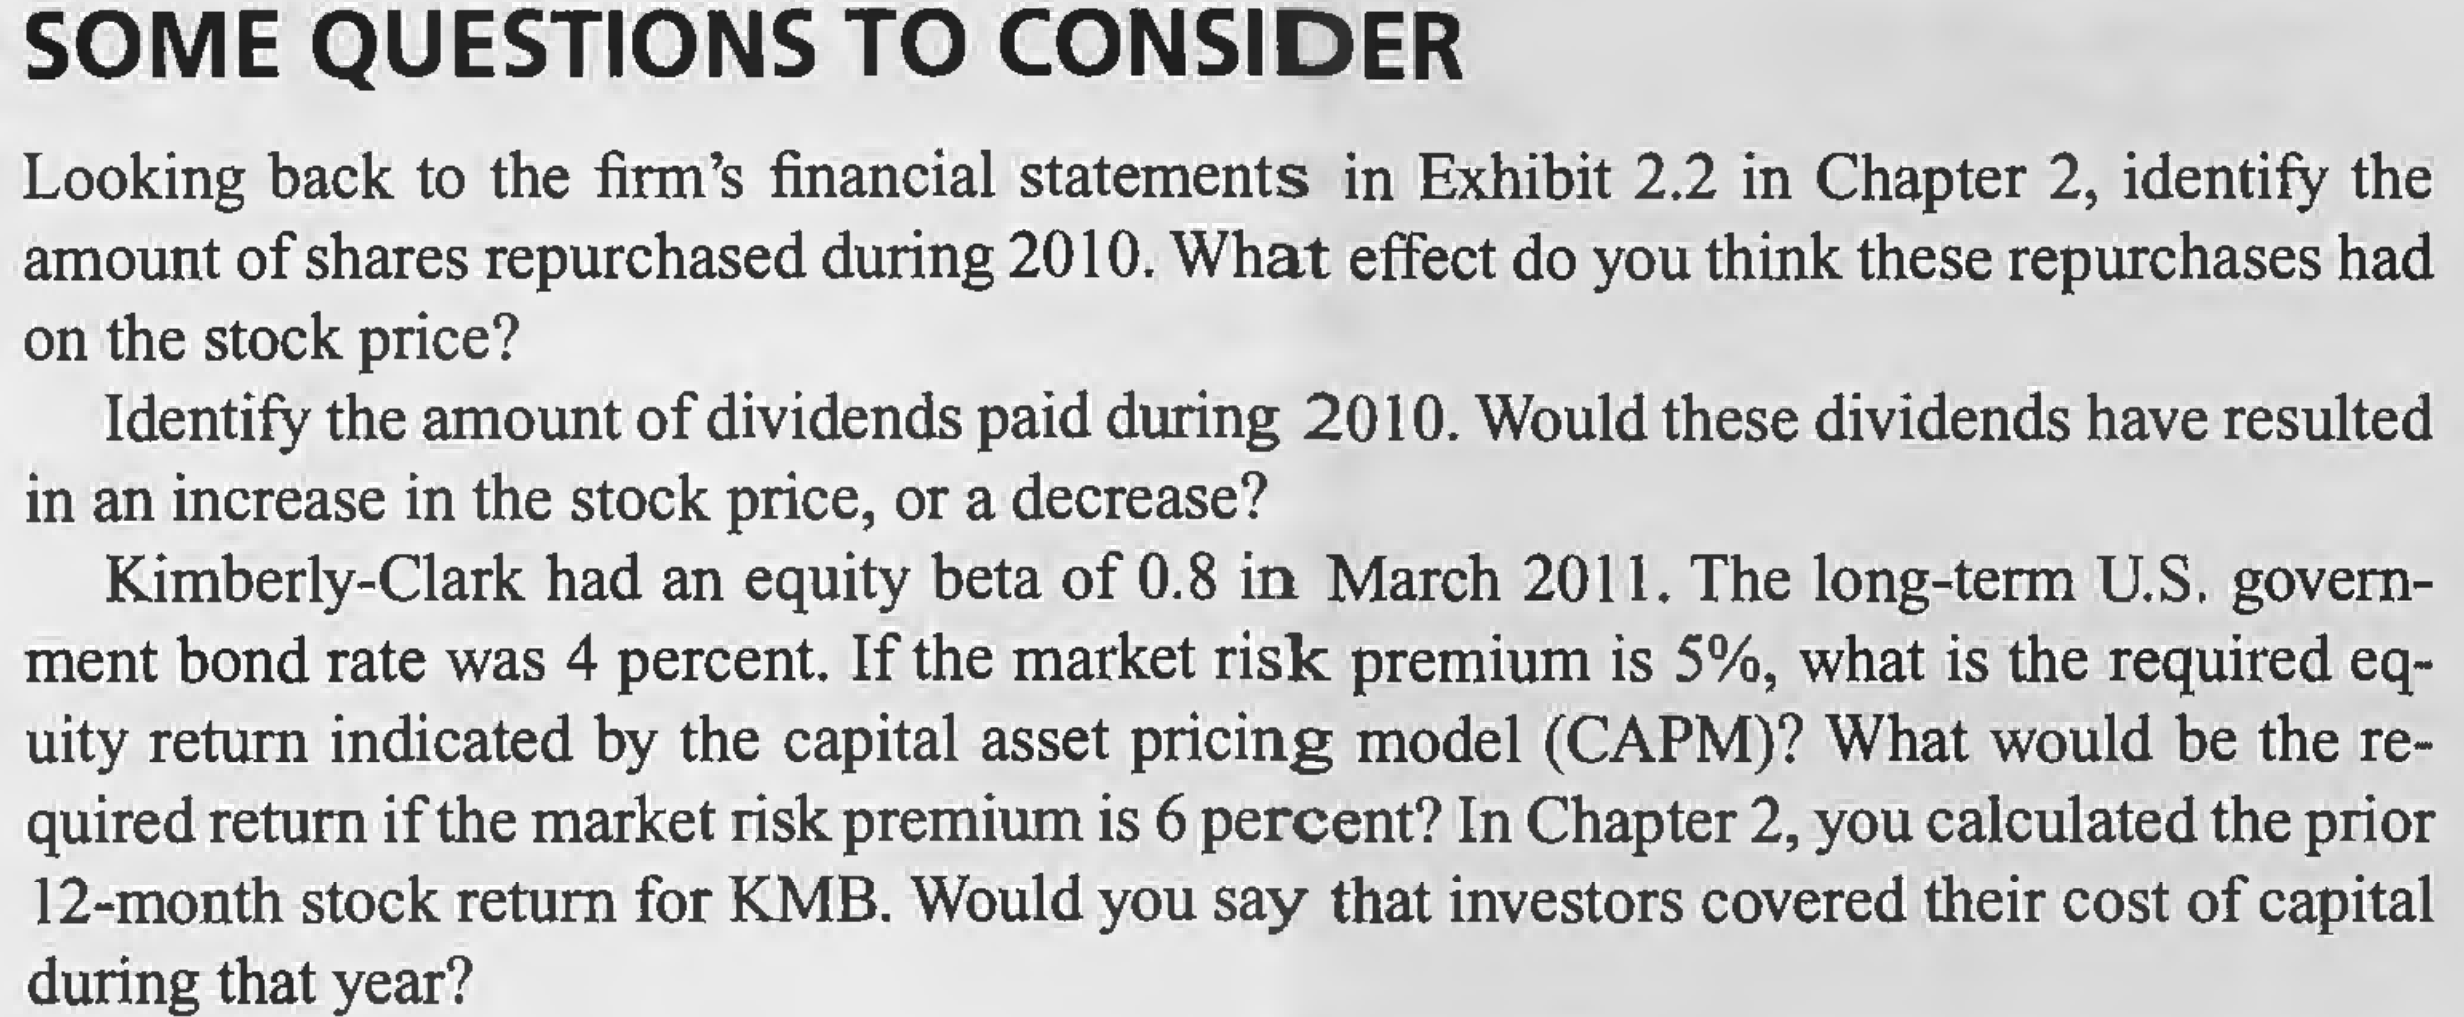 SOME QUESTIONS TO CONSIDER
Looking back to the firm's financial statements in Exhibit 2.2 in Chapter 2, identify the
amount of shares repurchased during 2010. What effect do you think these repurchases had
on the stock price?
Identify the amount of dividends paid during 2010. Would these dividends have resulted
in an increase in the stock price, or a decrease?
Kimberly-Clark had an equity beta of 0.8 in March 2011. The long-term U.S. govern-
ment bond rate was 4 percent. If the market risk premium is 5%, what is the required eq-
uity return indicated by the capital asset pricing model (CAPM)? What would be the re-
quired return if the market risk premium is 6 percent? In Chapter 2, you calculated the prior
12-month stock return for KMB. Would you say that investors covered their cost of capital
during that year?